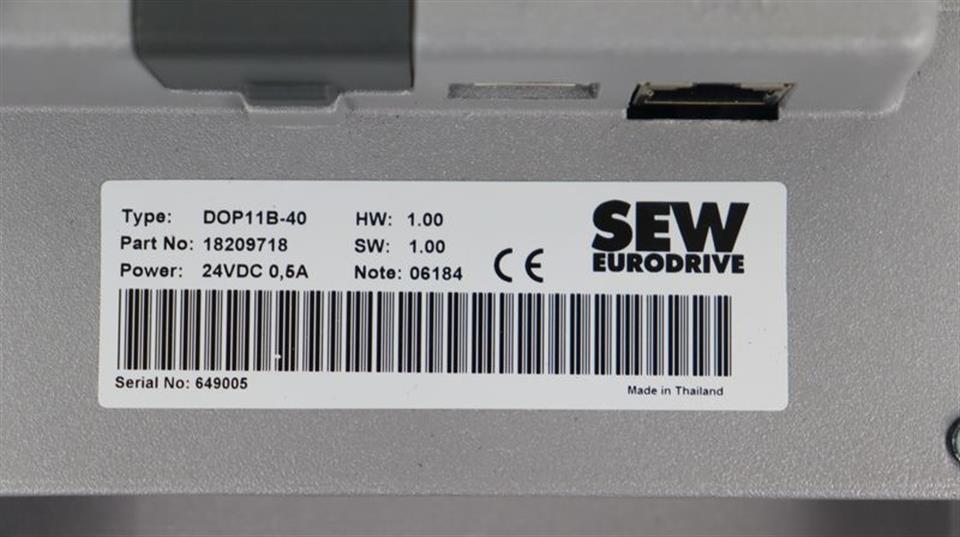 Type: DOP11B-40 HW: 1.00
Part No: 18209718 SW: 1.00
Power: 24VDC 0,5A Note: 06184
CE
SEW
EURODRIVE
Serial No: 649005
Made in Thailand